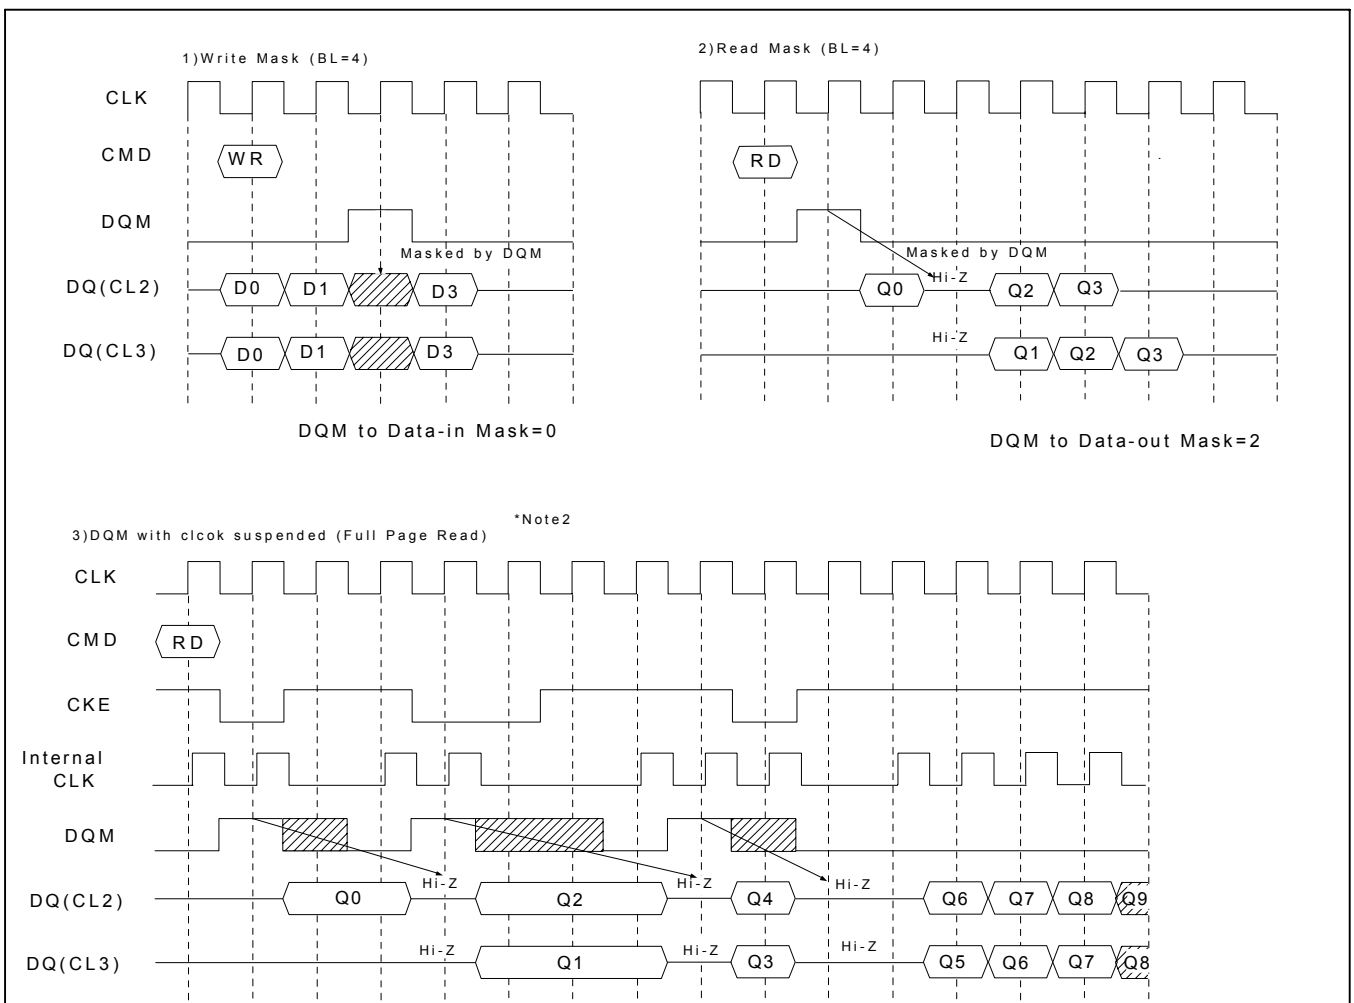 1)Write Mask (BL=4)
CLK
CMD
WR
DQM
Masked by DQM
DQ(CL2)
D0 D1 D3
DQ(CL3)
D0 D1 D3
DQM to Data-in Mask=0
2)Read Mask (BL=4)
RD
Masked by DQM
Hi-Z
Q0 Q2 Q3
Hi-Z
Q1 Q2 Q3
DQM to Data-out Mask=2
*Note2
3)DQM with clcok suspended (Full Page Read)
CLK
CMD
RD
CKE
Internal
CLK
DQM
Hi-Z Hi-Z Hi-Z
DQ(CL2)
Q0 Q2 Q4 Q6 Q7 Q8 Q9
Hi-Z Hi-Z Hi-Z
DQ(CL3)
Q1 Q3 Q5 Q6 Q7 Q8